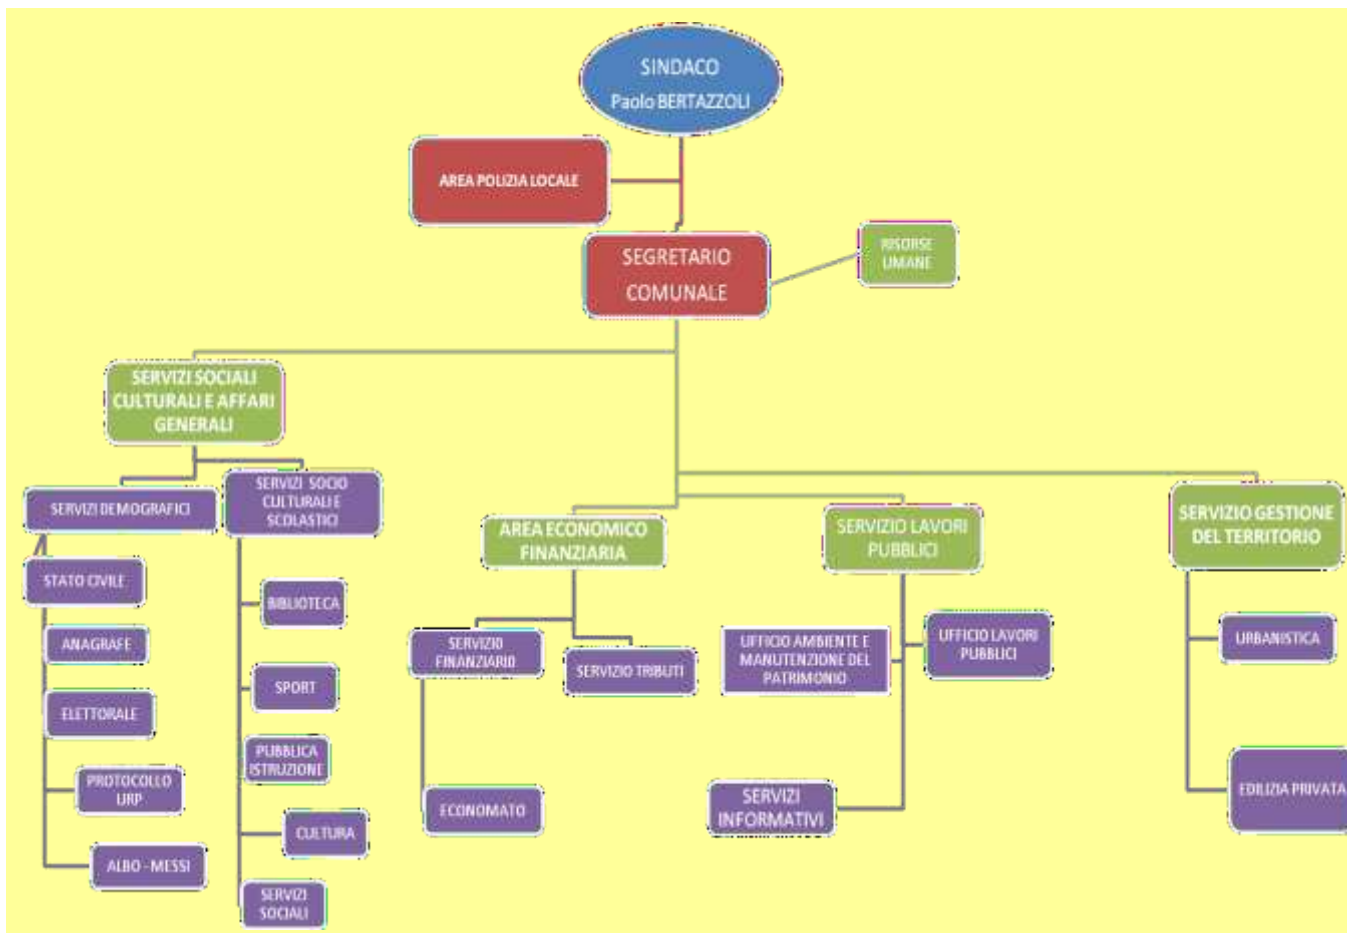 SINDACO
Paolo BERTAZZOLI
AREA POLIZIA LOCALE
SEGRETARIO
COMUNALE
RISORSE
UMANE
SERVIZI SOCIALI
CULTURALI E AFFARI
GENERALI
SERVIZI DEMOGRAFICI
SERVIZI SOCIO
CULTURALI E
SCOLASTICI
STATO CIVILE
ANAGRAFE
ELETTORALE
PROTOCOLLO
URP
ALBO - MESSI
BIBLIOTECA
SPORT
PUBBLICA
ISTRUZIONE
CULTURA
SERVIZI
SOCIALI
AREA ECONOMICO
FINANZIARIA
SERVIZIO
FINANZIARIO
SERVIZIO TRIBUTI
ECONOMATO
SERVIZIO LAVORI
PUBBLICI
UFFICIO AMBIENTE E
MANUTENZIONE DEL
PATRIMONIO
UFFICIO LAVORI
PUBBLICI
SERVIZI
INFORMATIVI
SERVIZIO GESTIONE
DEL TERRITORIO
URBANISTICA
EDILIZIA PRIVATA